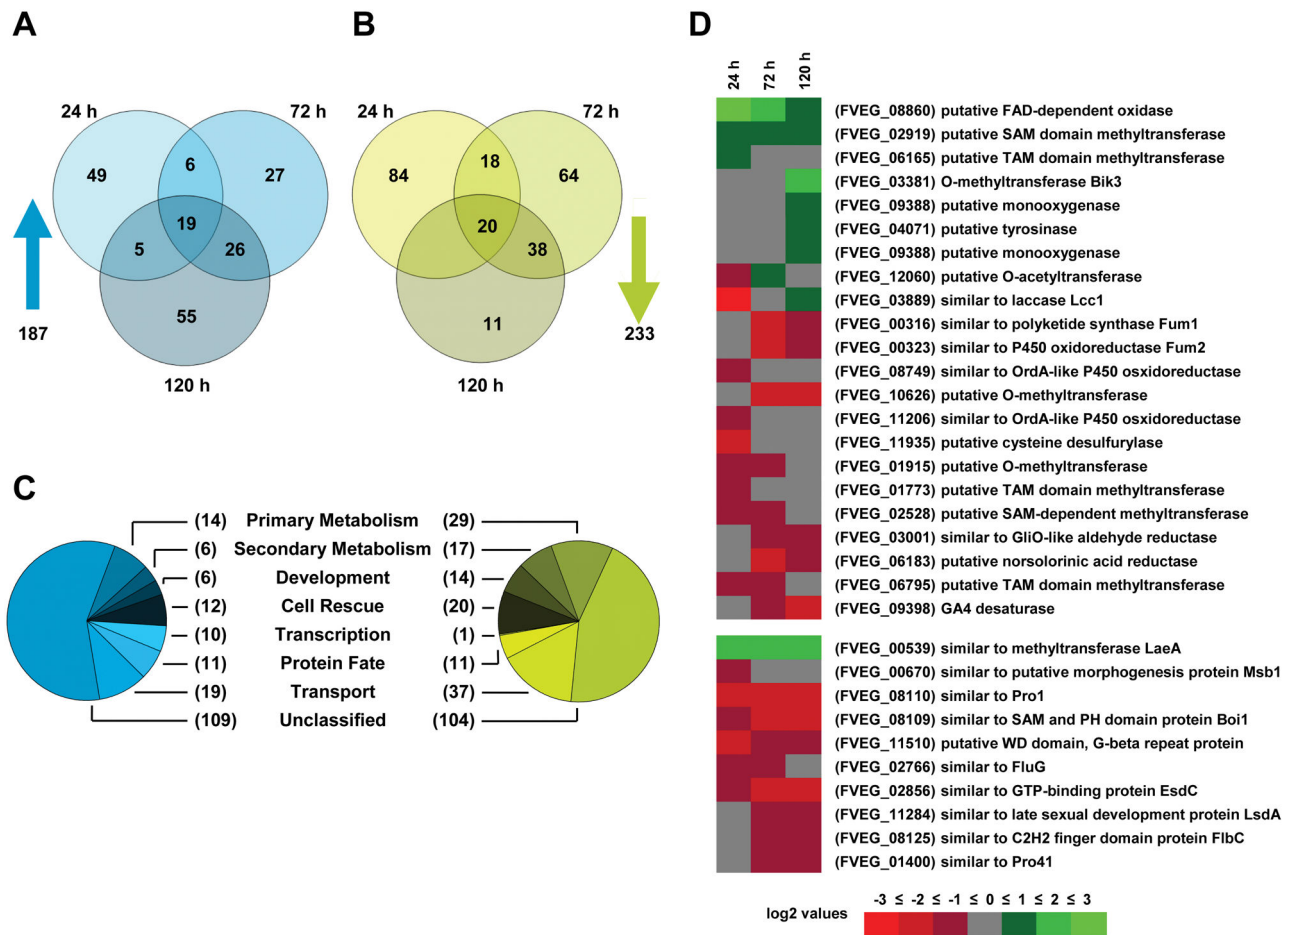 A
24 h
72 h
49
6
27
19
5
26
55
187
120 h
B
24 h
72 h
84
18
64
20
38
11
233
120 h
C
(14) Primary Metabolism (29)
(6) Secondary Metabolism (17)
(6) Development (14)
(12) Cell Rescue (20)
(10) Transcription (1)
(11) Protein Fate (11)
(19) Transport (37)
(109) Unclassified (104)
D
24 h 72 h 120 h
(FVEG_08860) putative FAD-dependent oxidase
(FVEG_02919) putative SAM domain methyltransferase
(FVEG_06165) putative TAM domain methyltransferase
(FVEG_03381) O-methyltransferase Bik3
(FVEG_09388) putative monooxygenase
(FVEG_04071) putative tyrosinase
(FVEG_09388) putative monooxygenase
(FVEG_12060) putative O-acetyltransferase
(FVEG_03889) similar to laccase Lcc1
(FVEG_00316) similar to polyketide synthase Fum1
(FVEG_00323) similar to P450 oxidoreductase Fum2
(FVEG_08749) similar to OrdA-like P450 osxidoreductase
(FVEG_10626) putative O-methyltransferase
(FVEG_11206) similar to OrdA-like P450 osxidoreductase
(FVEG_11935) putative cysteine desulfurylase
(FVEG_01915) putative O-methyltransferase
(FVEG_01773) putative TAM domain methyltransferase
(FVEG_02528) putative SAM-dependent methyltransferase
(FVEG_03001) similar to GliO-like aldehyde reductase
(FVEG_06183) putative norsolorinic acid reductase
(FVEG_06795) putative TAM domain methyltransferase
(FVEG_09398) GA4 desaturase
(FVEG_00539) similar to methyltransferase LaeA
(FVEG_00670) similar to putative morphogenesis protein Msb1
(FVEG_08110) similar to Pro1
(FVEG_08109) similar to SAM and PH domain protein Boi1
(FVEG_11510) putative WD domain, G-beta repeat protein
(FVEG_02766) similar to FluG
(FVEG_02856) similar to GTP-binding protein EsdC
(FVEG_11284) similar to late sexual development protein LsdA
(FVEG_08125) similar to C2H2 finger domain protein FlbC
(FVEG_01400) similar to Pro41
-3 ≤ -2 ≤ -1 ≤ 0 ≤ 1 ≤ 2 ≤ 3
log2 values